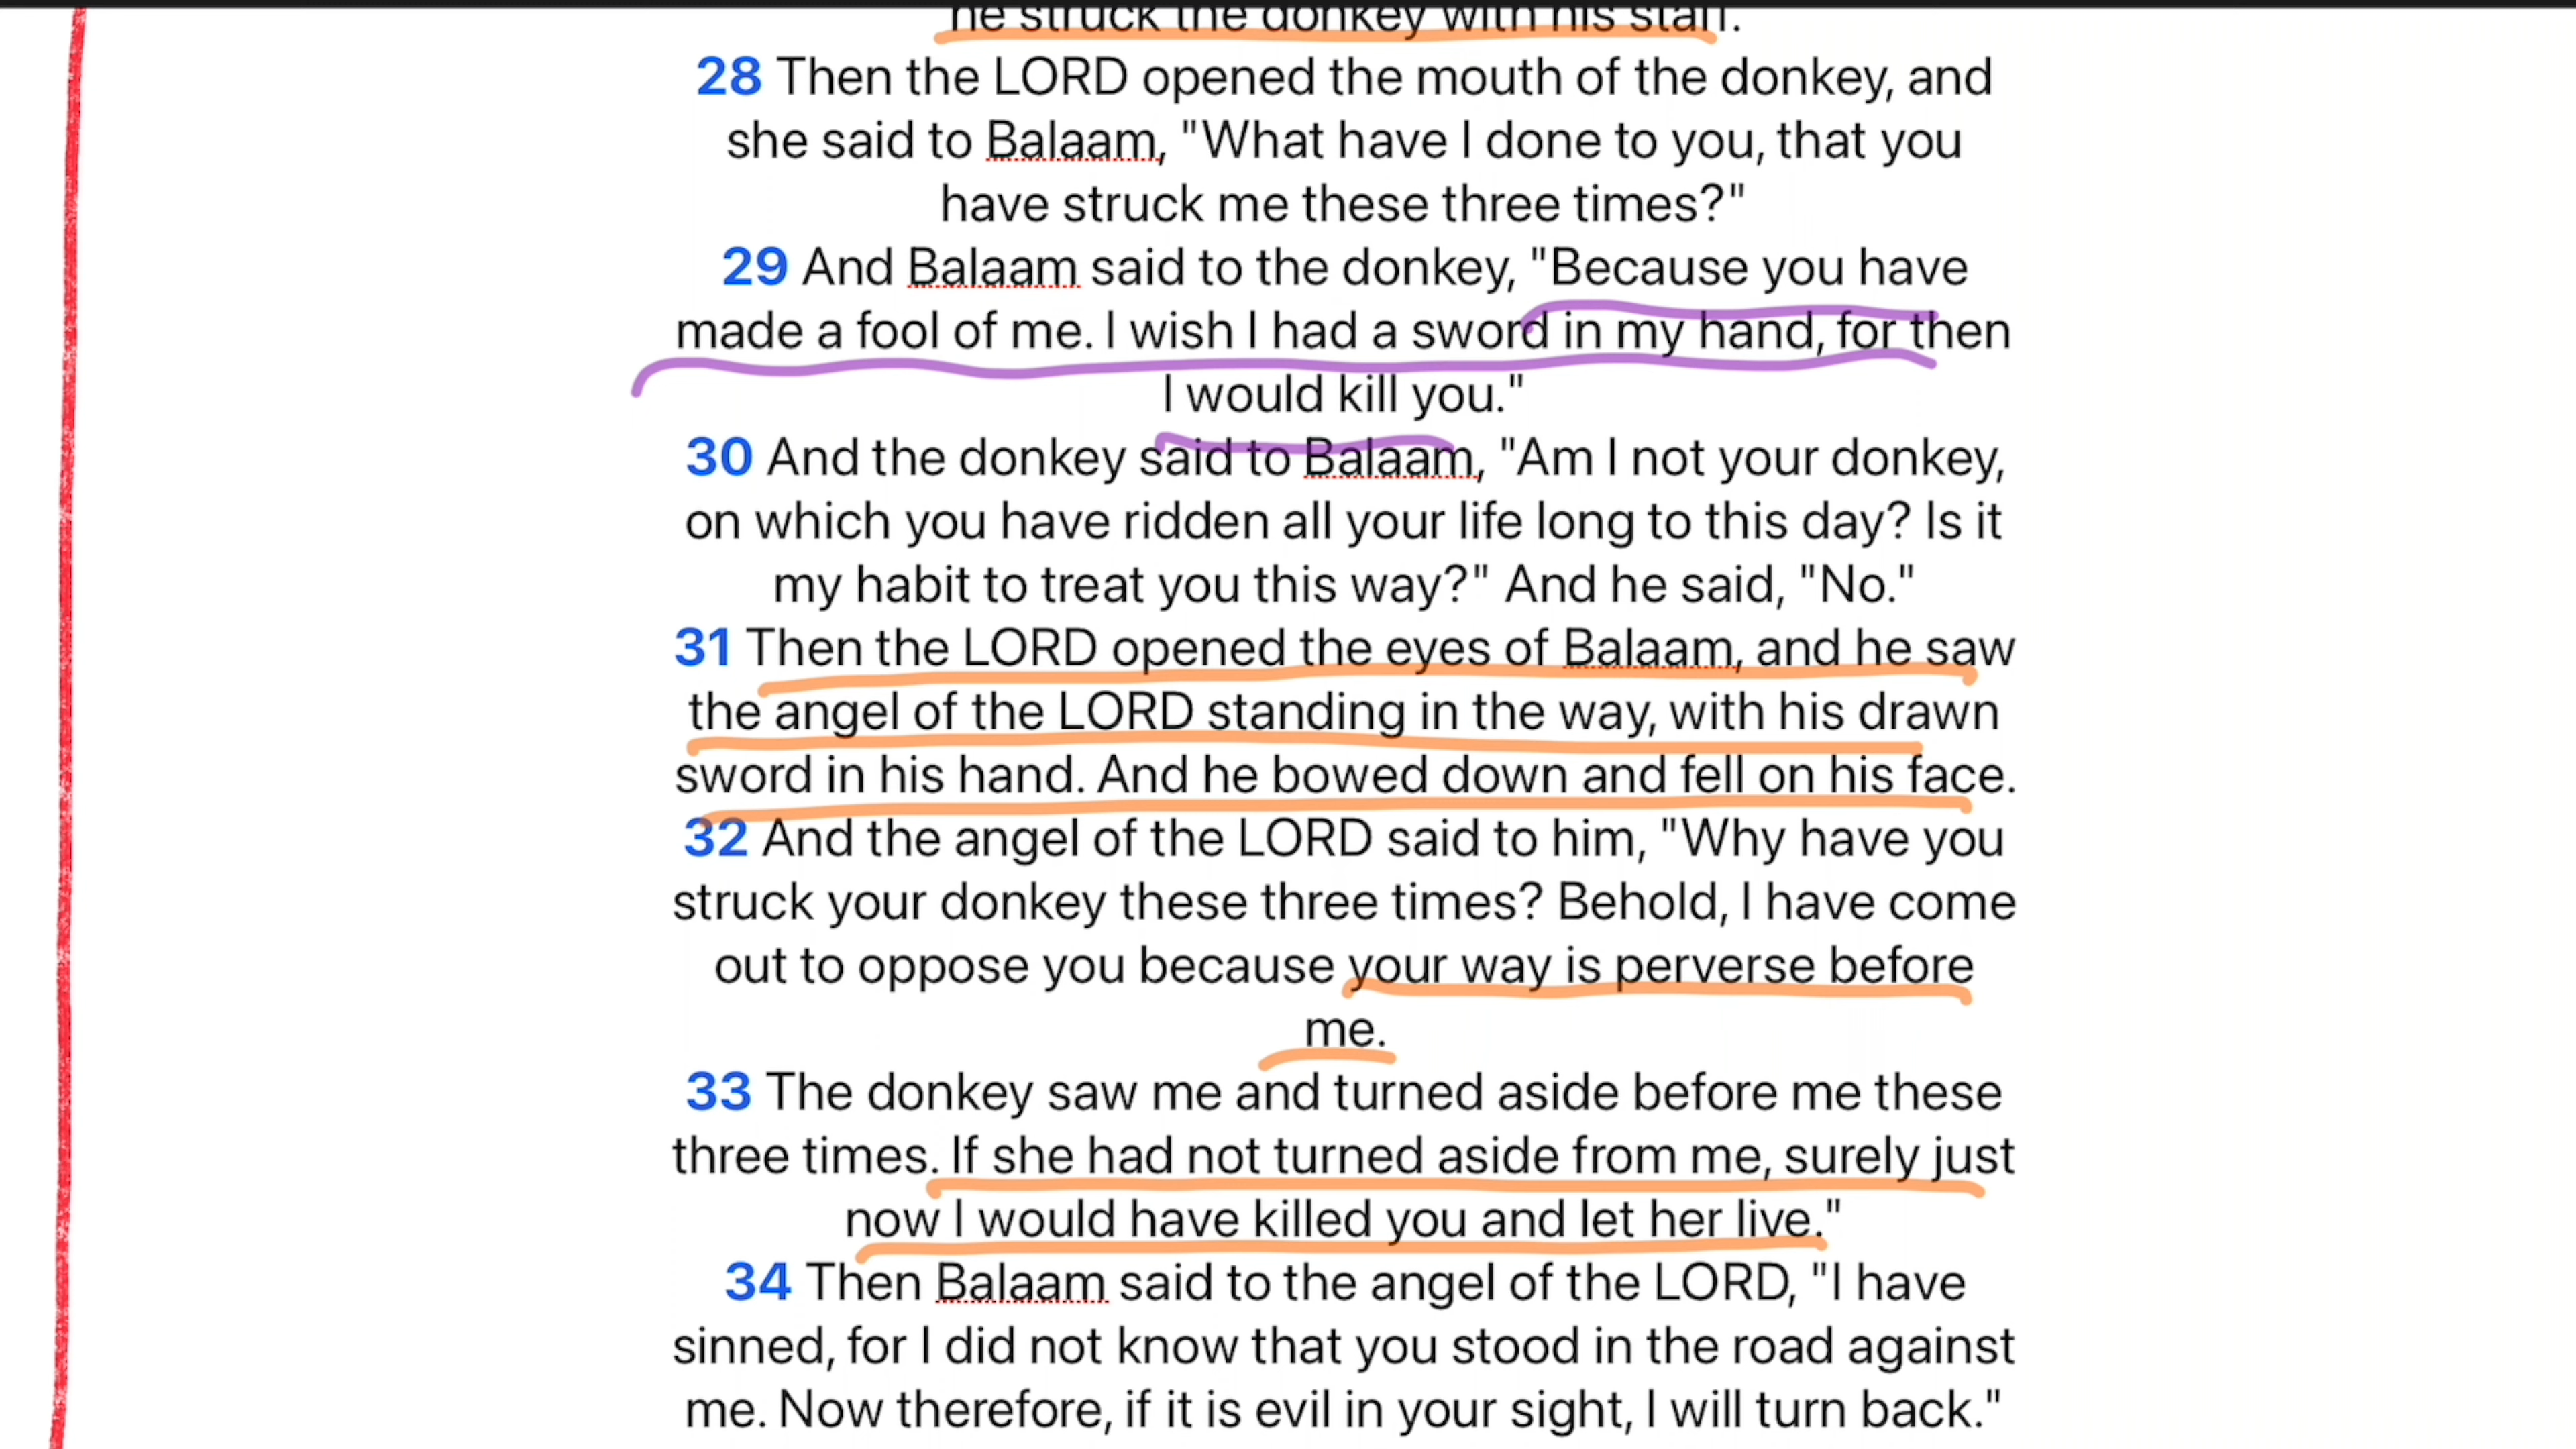 he struck the donkey with his staff.
28 Then the LORD opened the mouth of the donkey, and
she said to Balaam, "What have I done to you, that you
have struck me these three times?"
29 And Balaam said to the donkey, "Because you have
made a fool of me. I wish I had a sword in my hand, for then
I would kill you."
30 And the donkey said to Balaam, "Am I not your donkey,
on which you have ridden all your life long to this day? Is it
my habit to treat you this way?" And he said, "No."
31 Then the LORD opened the eyes of Balaam, and he saw
the angel of the LORD standing in the way, with his drawn
sword in his hand. And he bowed down and fell on his face.
32 And the angel of the LORD said to him, "Why have you
struck your donkey these three times? Behold, I have come
out to oppose you because your way is perverse before
me.
33 The donkey saw me and turned aside before me these
three times. If she had not turned aside from me, surely just
now I would have killed you and let her live."
34 Then Balaam said to the angel of the LORD, "I have
sinned, for I did not know that you stood in the road against
me. Now therefore, if it is evil in your sight, I will turn back."